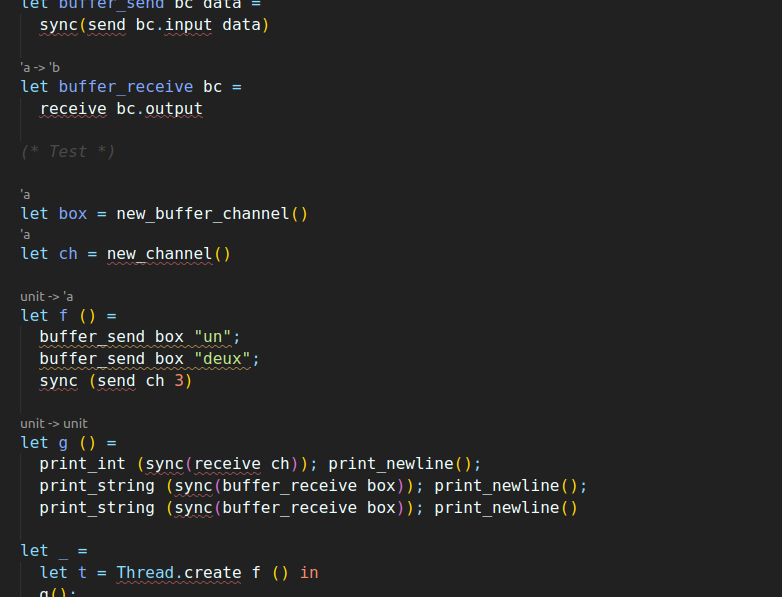 let buffer_send bc data =
  sync(send bc.input data)
'a -> 'b
let buffer_receive bc =
  receive bc.output
(* Test *)
'a
let box = new_buffer_channel()
'a
let ch = new_channel()
unit -> 'a
let f () =
  buffer_send box "un";
  buffer_send box "deux";
  sync (send ch 3)
unit -> unit
let g () =
  print_int (sync(receive ch)); print_newline();
  print_string (sync(buffer_receive box)); print_newline();
  print_string (sync(buffer_receive box)); print_newline()
let _ =
  let t = Thread.create f () in
  g();